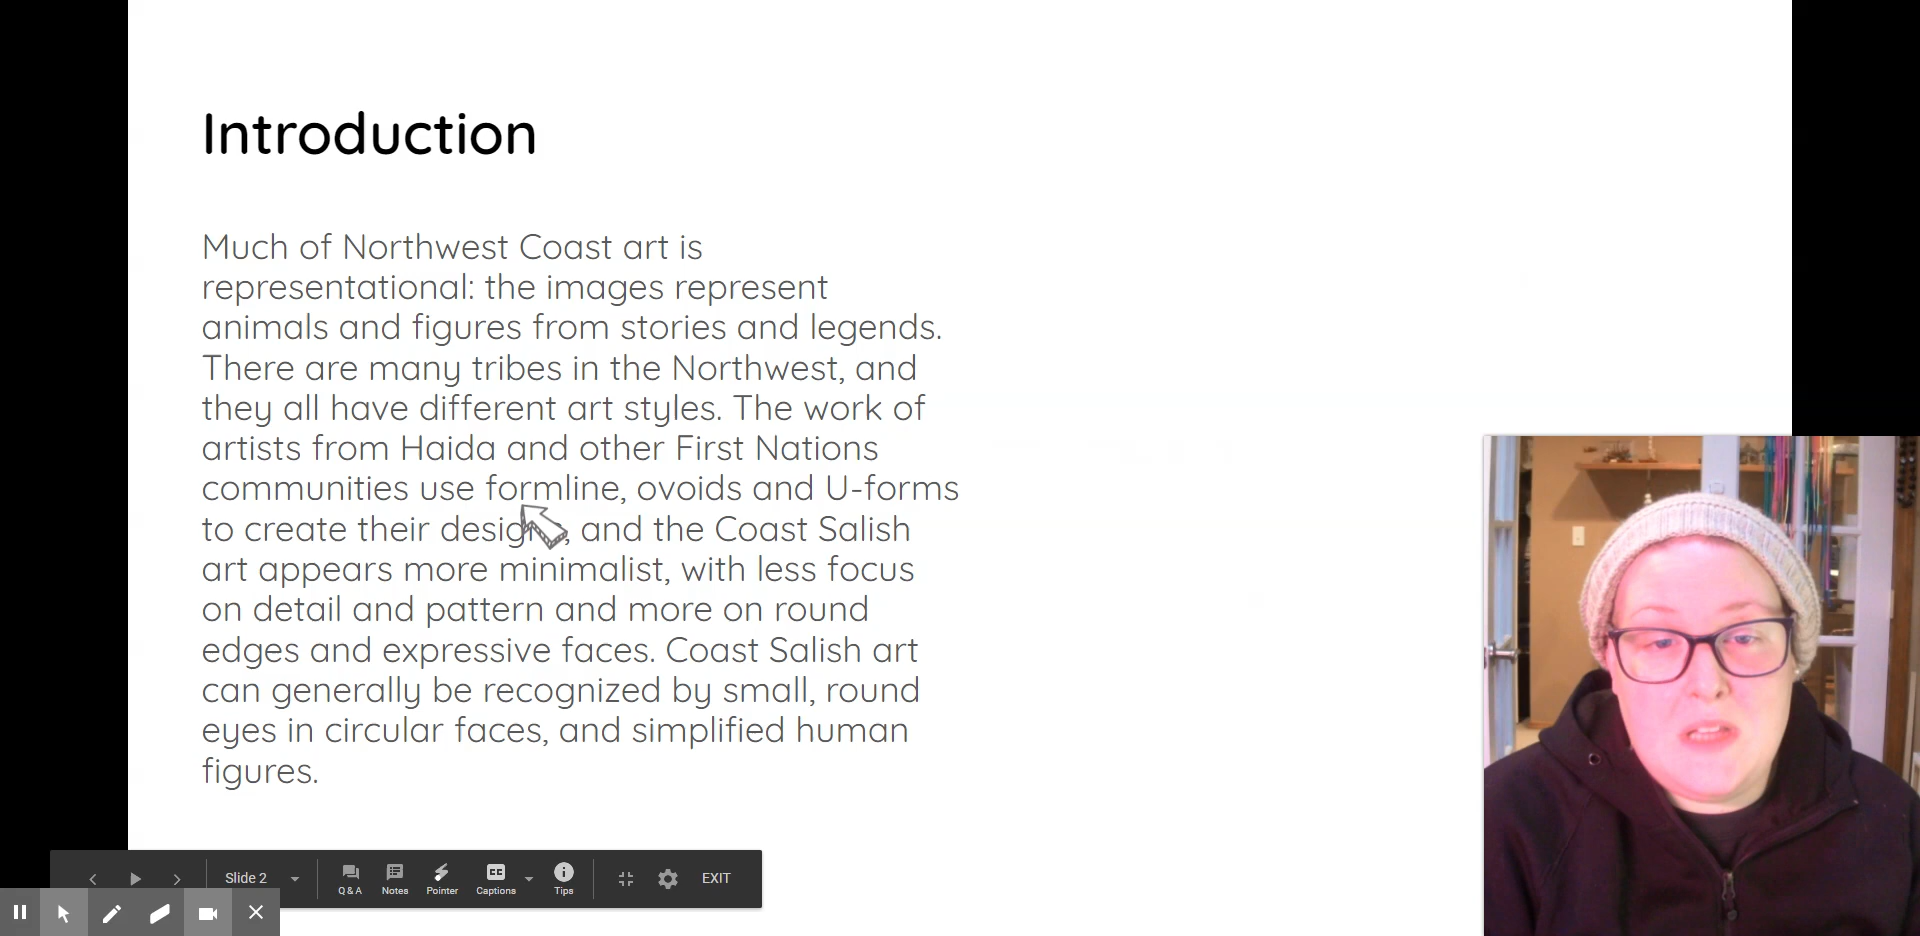 Introduction
Much of Northwest Coast art is
representational: the images represent
animals and figures from stories and legends.
There are many tribes in the Northwest, and
they all have different art styles. The work of
artists from Haida and other First Nations
communities use formline, ovoids and U-forms
to create their , and the Coast Salish
art appears more minimalist, with less focus
on detail and pattern and more on round
edges and expressive faces. Coast Salish art
can generally be recognized by small, round
eyes in circular faces, and simplified human
figures.
Slide 2
Q & A
Notes
Pointer
CC
Captions
Tips
EXIT